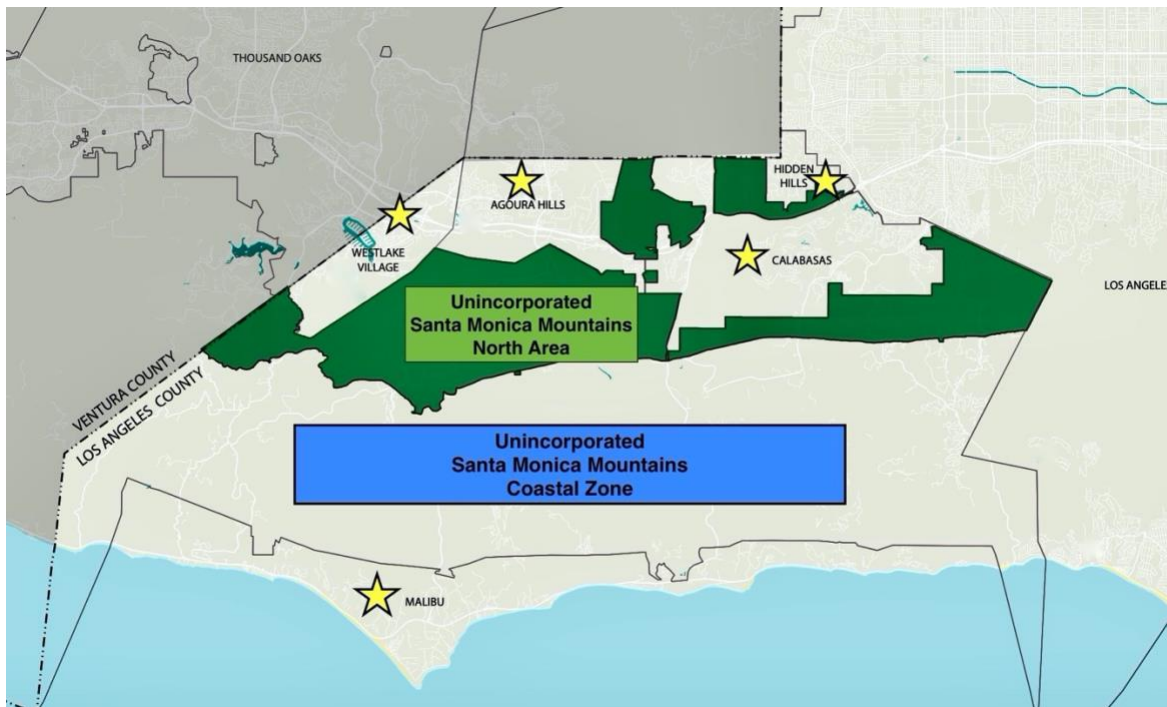 THOUSAND OAKS
HIDDEN
HILLS
AGOURA HILLS
WESTLAKE
VILLAGE
CALABASAS
LOS ANGELE
Unincorporated
Santa Monica Mountains
North Area
VENTURA COUNTY
LOS ANGELES COUNTY
Unincorporated
Santa Monica Mountains
Coastal Zone
MALIBU